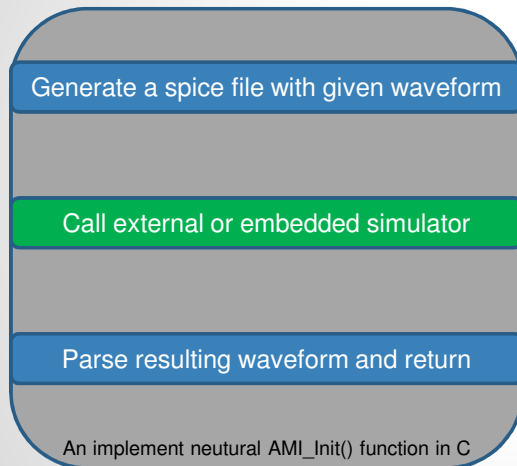 Generate a spice file with given waveform
Call external or embedded simulator
Parse resulting waveform and return
An implement neutural AMI_Init() function in C